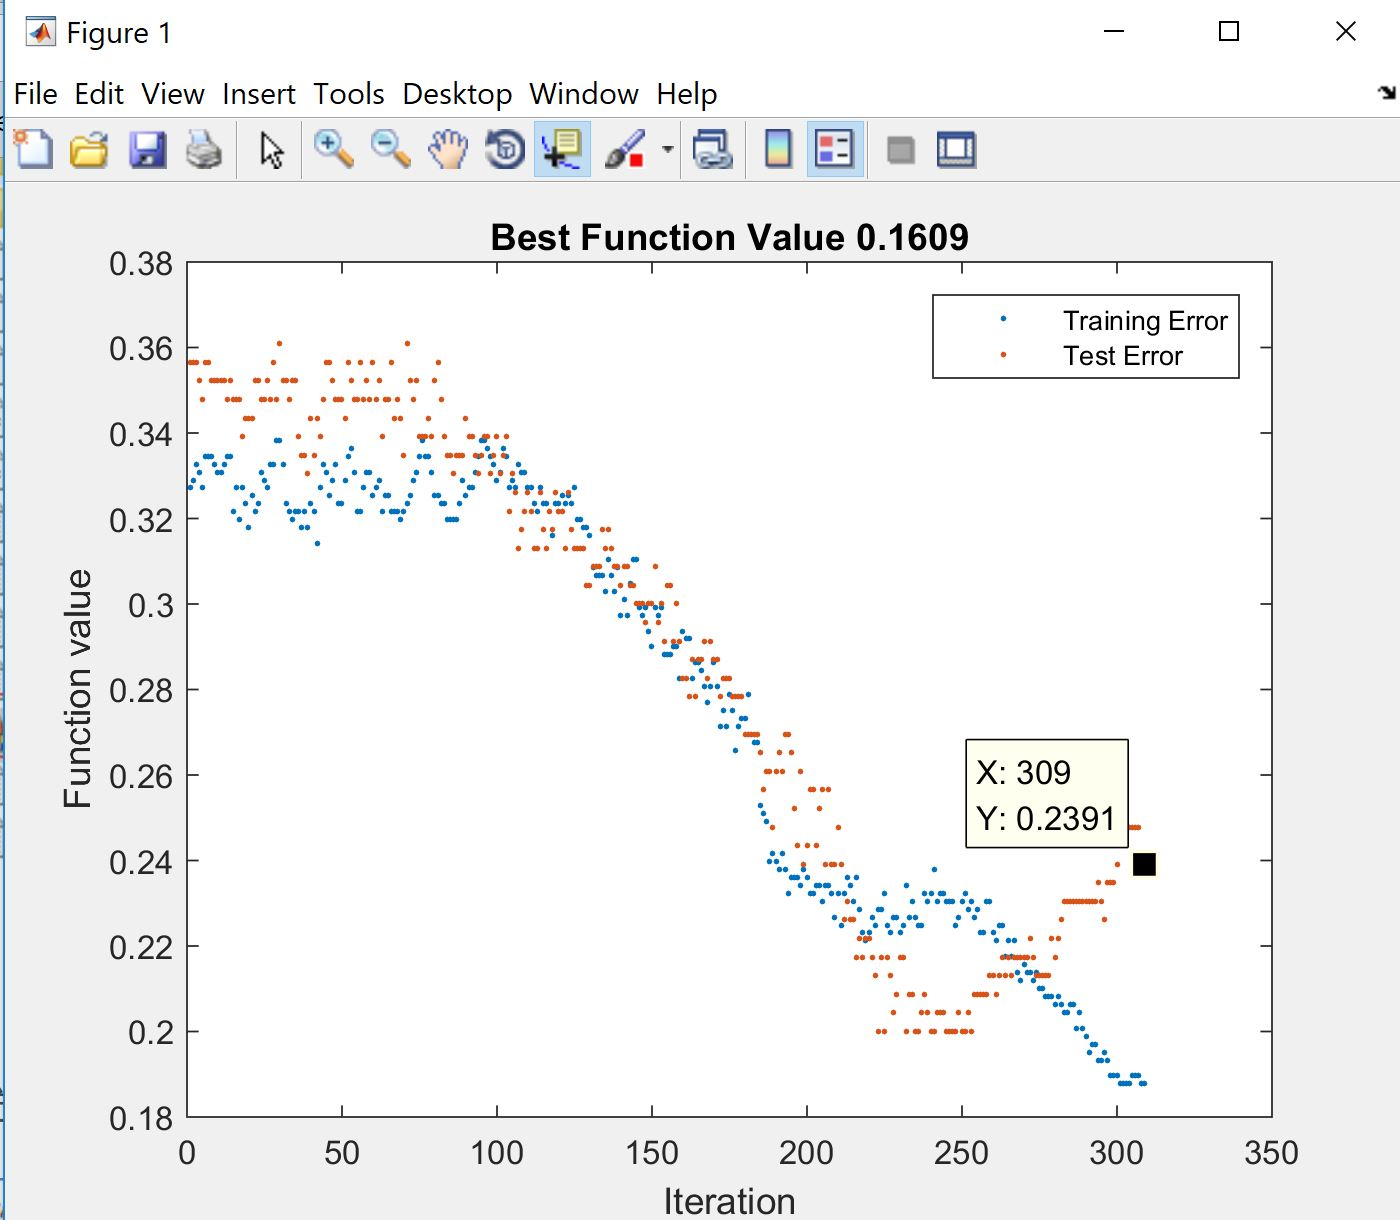 Figure 1
File Edit View Insert Tools Desktop Window Help
Best Function Value 0.1609
0.38
0.36
0.34
0.32
0.3
0.28
0.26
0.24
0.22
0.2
0.18
Function value
Training Error
Test Error
X: 309
Y: 0.2391
0 50 100 150 200 250 300 350
Iteration